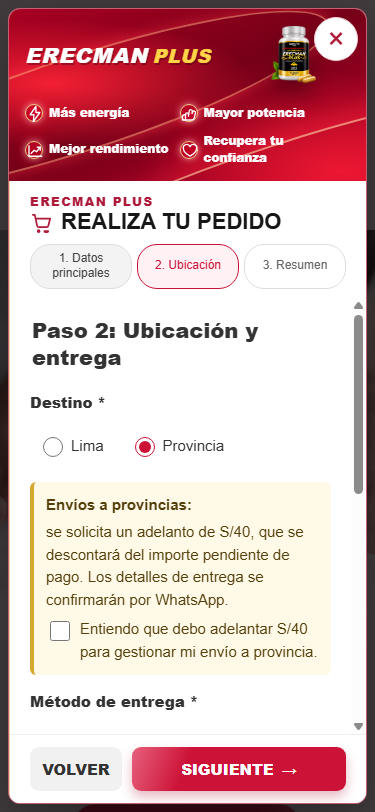 ERECMAN PLUS
Más energía
Mayor potencia
Mejor rendimiento
Recupera tu
confianza
ERECMAN PLUS
REALIZA TU PEDIDO
1. Datos
principales
2. Ubicación
3. Resumen
Paso 2: Ubicación y
entrega
Destino *
Lima
Provincia
Envíos a provincias:
se solicita un adelanto de S/40, que se
descontará del importe pendiente de
pago. Los detalles de entrega se
confirmarán por WhatsApp.
Entiendo que debo adelantar S/40
para gestionar mi envío a provincia.
Método de entrega *
VOLVER
SIGUIENTE →